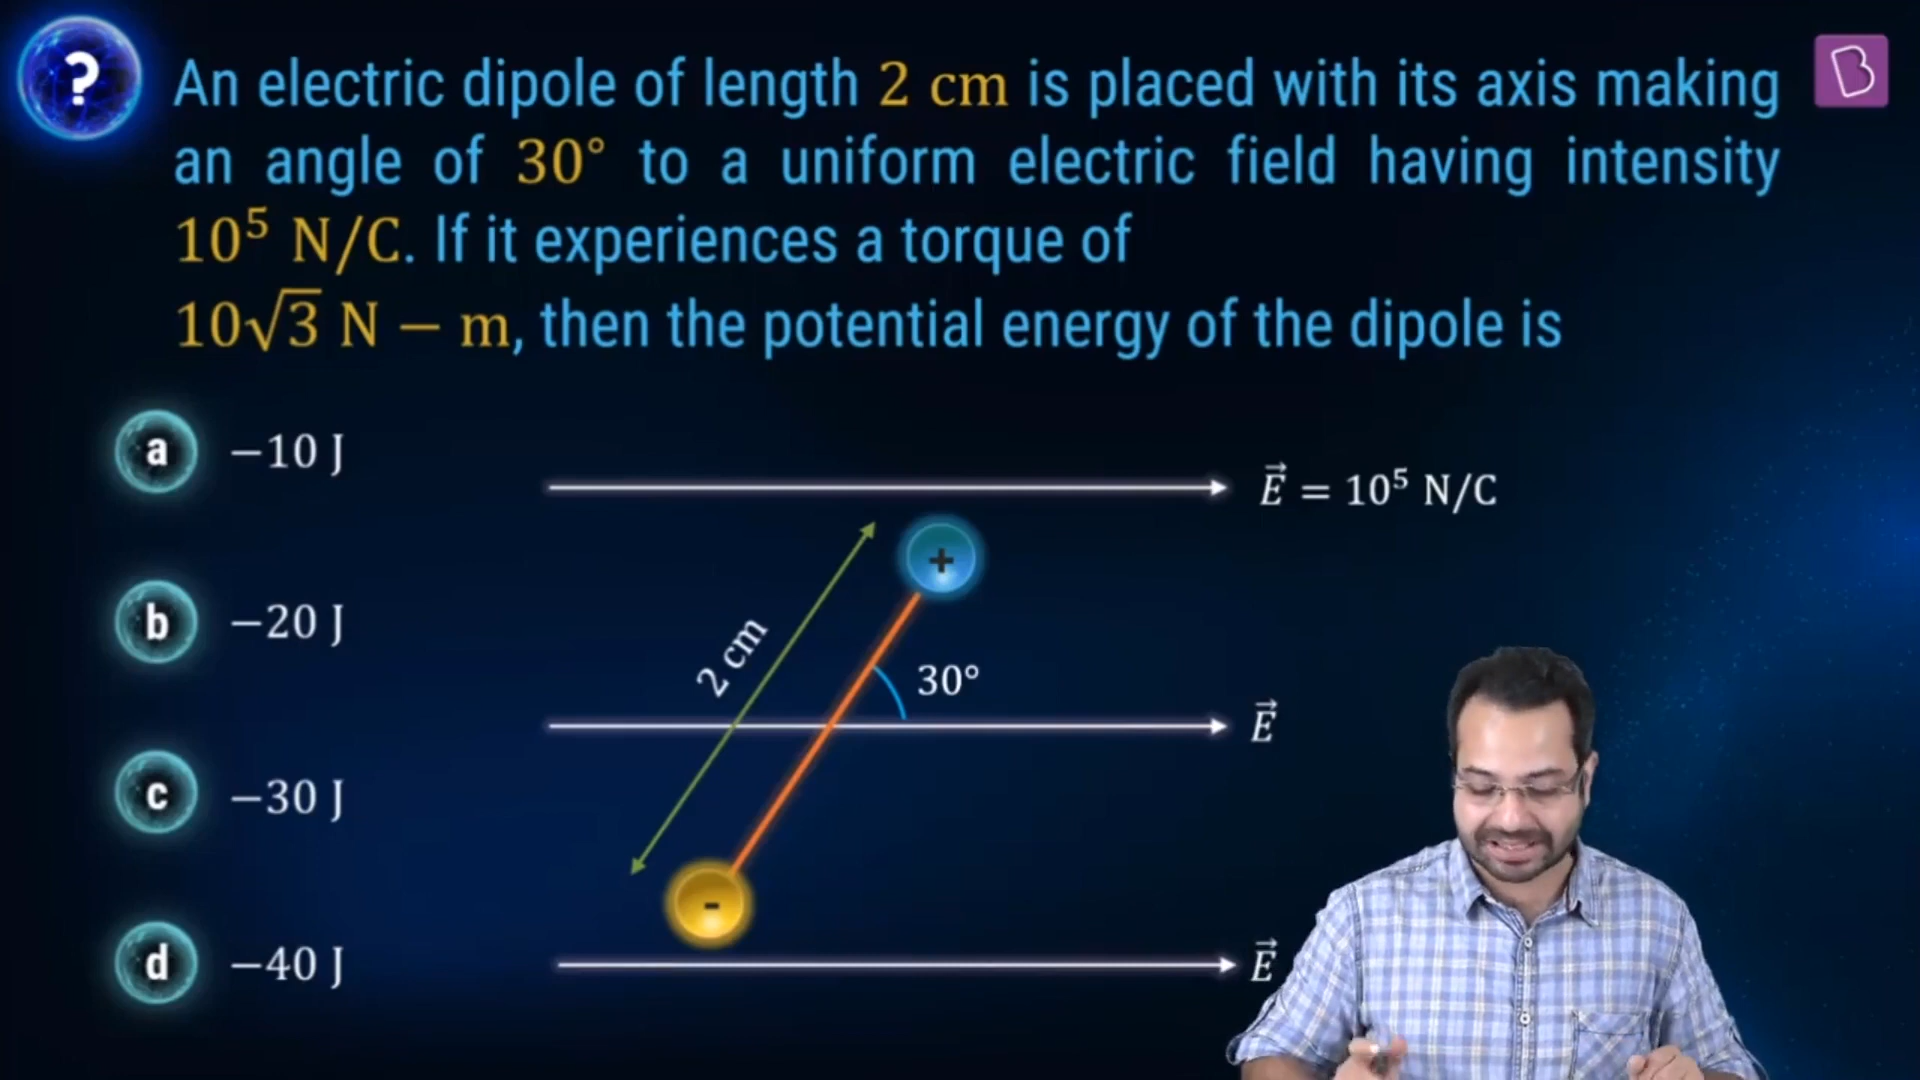 ?
An electric dipole of length 2 cm is placed with its axis making
B
an angle of 30° to a uniform electric field having intensity
10⁵ N/C. If it experiences a torque of
10√3 N – m, then the potential energy of the dipole is
a –10 J
E⃗ = 10⁵ N/C
+
b –20 J
2 cm
30°
E⃗
c –30 J
-
d –40 J
E⃗